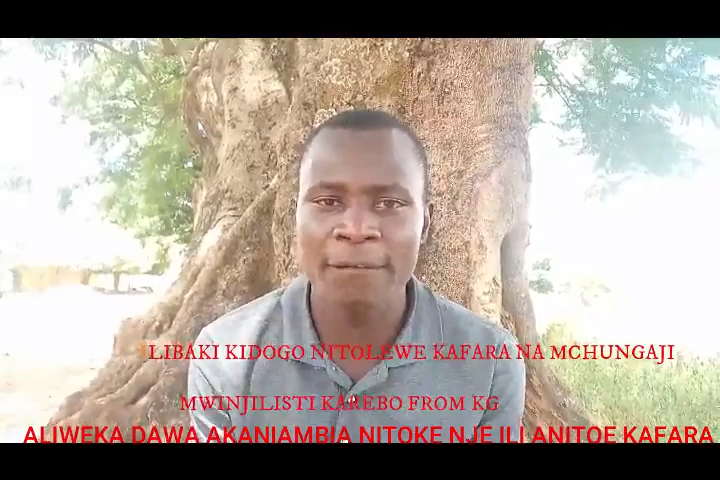 LIBAKI KIDOGO NITOLEWE KAFARA NA MCHUNGAJI
MWINJILISTI KAREBO FROM KG
ALIWEKA DAWA AKANIAMBIA NITOKE NJE ILI ANITOE KAFARA